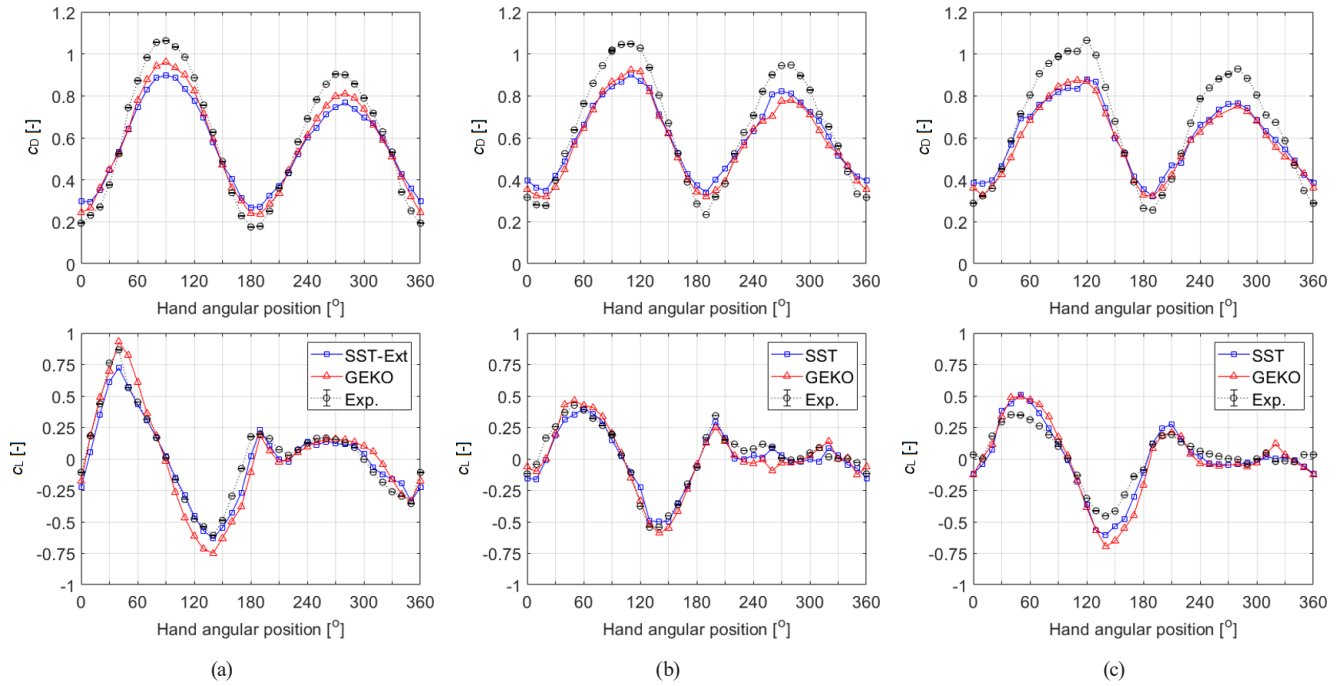 1.2
1
0.8
0.6
0.4
0.2
0
cD [-]
0 60 120 180 240 300 360
Hand angular position [o]
1.2
1
0.8
0.6
0.4
0.2
0
cD [-]
0 60 120 180 240 300 360
Hand angular position [o]
1.2
1
0.8
0.6
0.4
0.2
0
cD [-]
0 60 120 180 240 300 360
Hand angular position [o]
1
0.75
0.5
0.25
0
-0.25
-0.5
-0.75
-1
cL [-]
SST-Ext
GEKO
Exp.
0 60 120 180 240 300 360
Hand angular position [o]
1
0.75
0.5
0.25
0
-0.25
-0.5
-0.75
-1
cL [-]
SST
GEKO
Exp.
0 60 120 180 240 300 360
Hand angular position [o]
1
0.75
0.5
0.25
0
-0.25
-0.5
-0.75
-1
cL [-]
SST
GEKO
Exp.
0 60 120 180 240 300 360
Hand angular position [o]
(a)
(b)
(c)